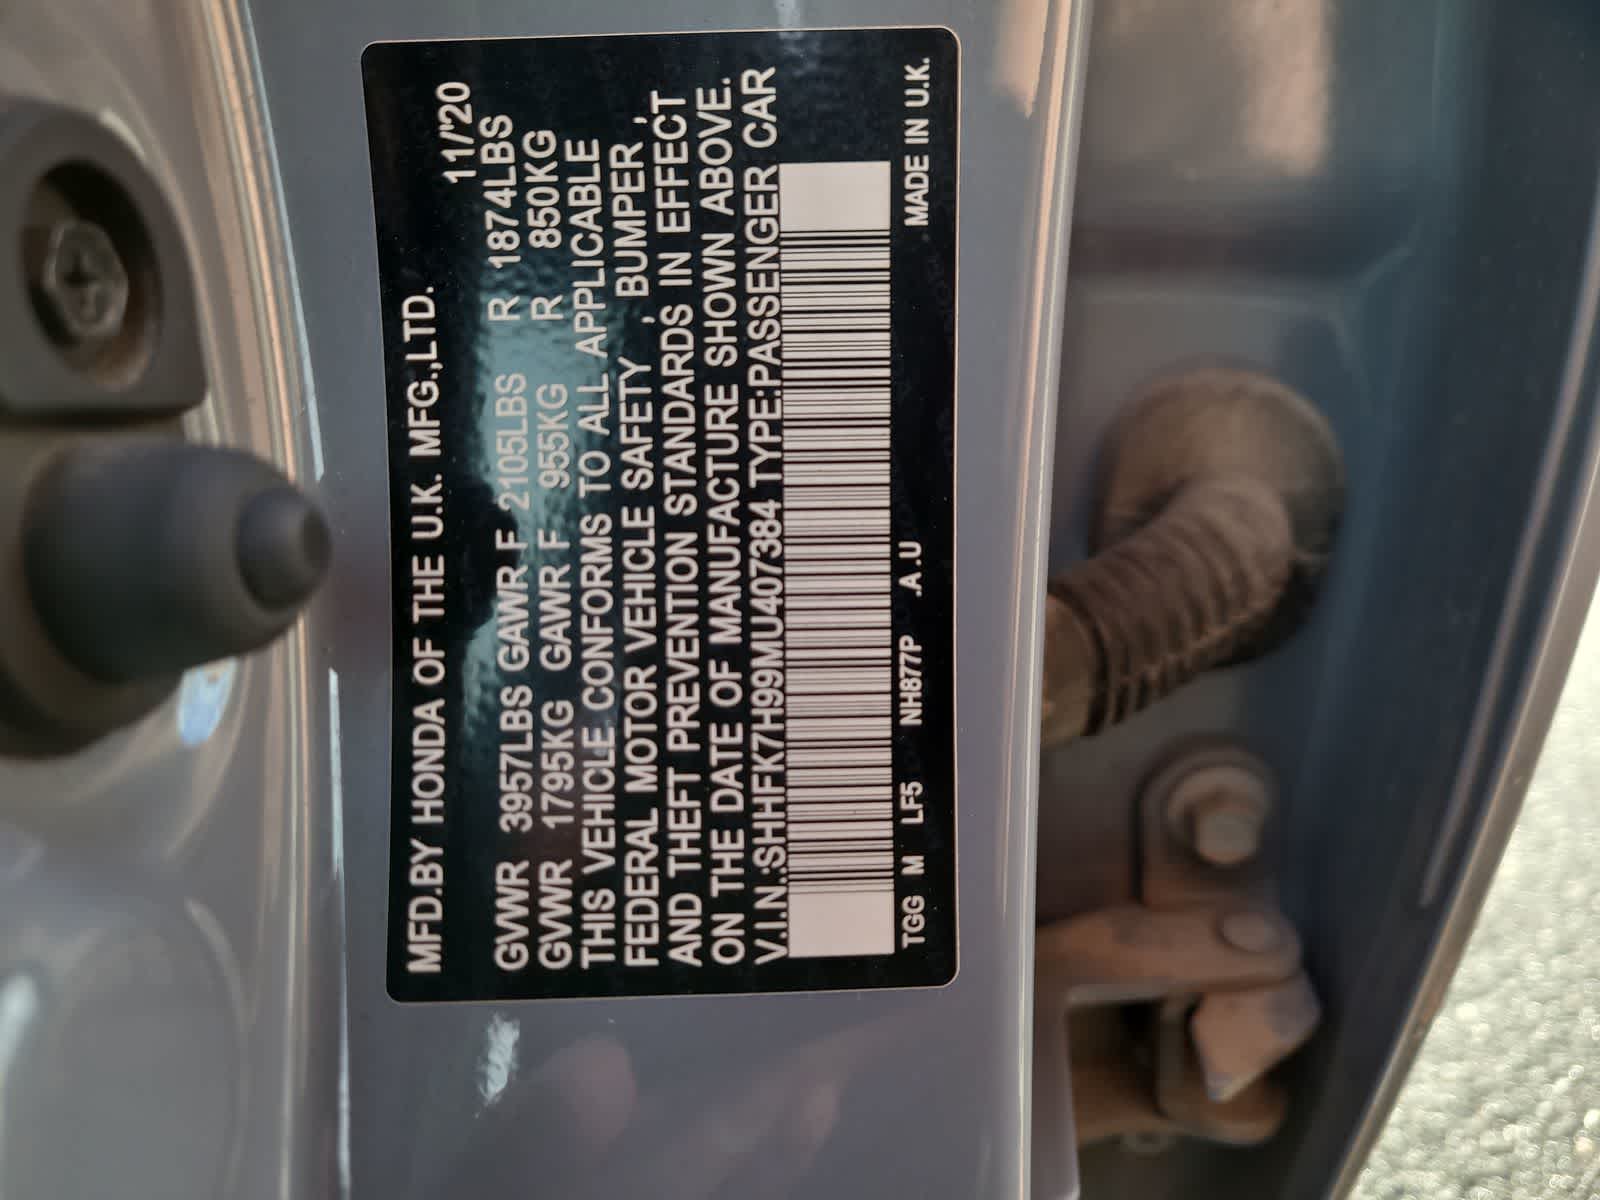 MFD.BY HONDA OF THE U.K. MFG.,LTD. 11/'20
GVWR 3957LBS GAWR F 2105LBS R 1874LBS
GVWR 1795KG GAWR F 955KG R 850KG
THIS VEHICLE CONFORMS TO ALL APPLICABLE
FEDERAL MOTOR VEHICLE SAFETY , BUMPER ,
AND THEFT PREVENTION STANDARDS IN EFFECT
ON THE DATE OF MANUFACTURE SHOWN ABOVE.
V.I.N.:SHHFK7H99MU407384 TYPE:PASSENGER CAR
TGG M LF5 NH877P .A.U MADE IN U.K.